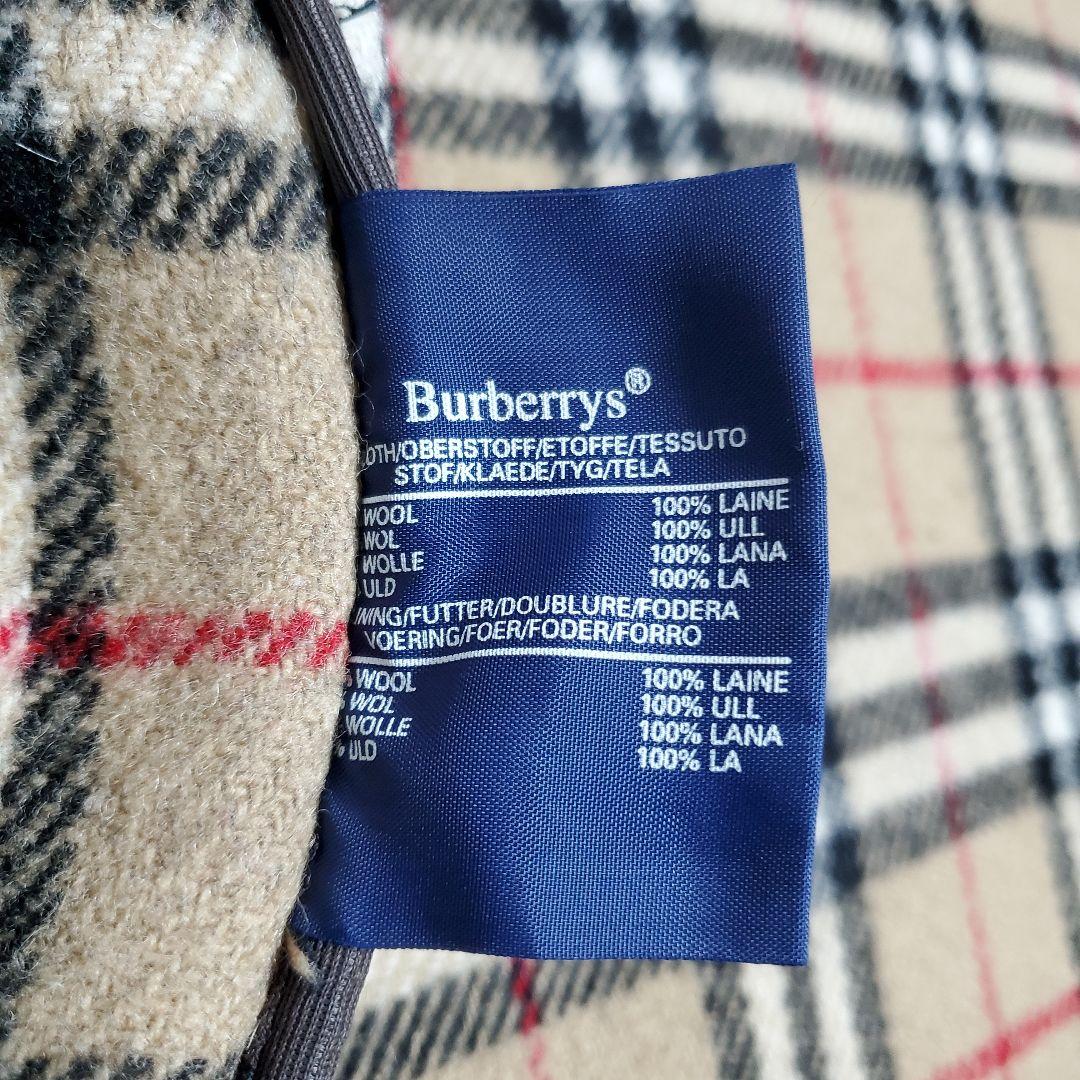 Burberrys®
OTH/OBERSTOFF/ETOFFE/TESSUTO
STOF/KLAEDE/TYG/TELA
WOOL 100% LAINE
WOL 100% ULL
WOLLE 100% LANA
ULD 100% LA
NING/FUTTER/DOUBLURE/FODERA
VOERING/FOER/FODER/FORRO
% WOOL 100% LAINE
% WOL 100% ULL
WOLLE 100% LANA
% ULD 100% LA